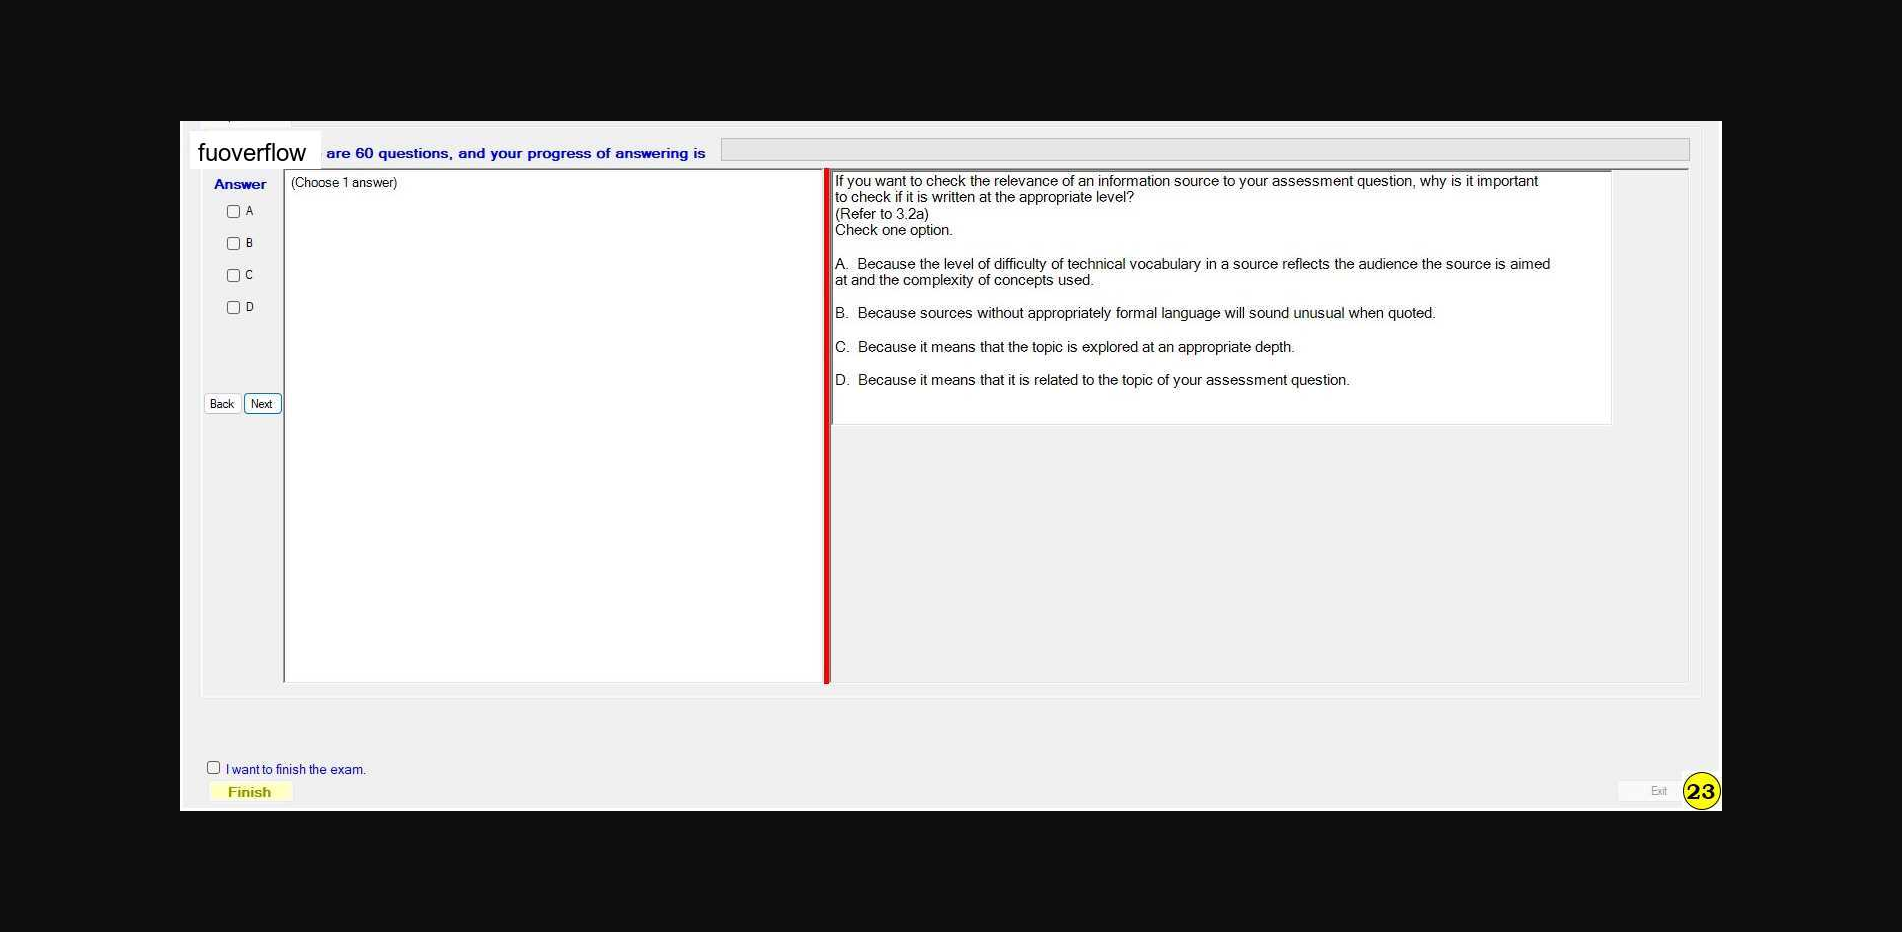 fuoverflow are 60 questions, and your progress of answering is
Answer
A
B
C
D
Back Next
(Choose 1 answer)
If you want to check the relevance of an information source to your assessment question, why is it important
to check if it is written at the appropriate level?
(Refer to 3.2a)
Check one option.
A. Because the level of difficulty of technical vocabulary in a source reflects the audience the source is aimed
at and the complexity of concepts used.
B. Because sources without appropriately formal language will sound unusual when quoted.
C. Because it means that the topic is explored at an appropriate depth.
D. Because it means that it is related to the topic of your assessment question.
I want to finish the exam.
Finish
Exit
23